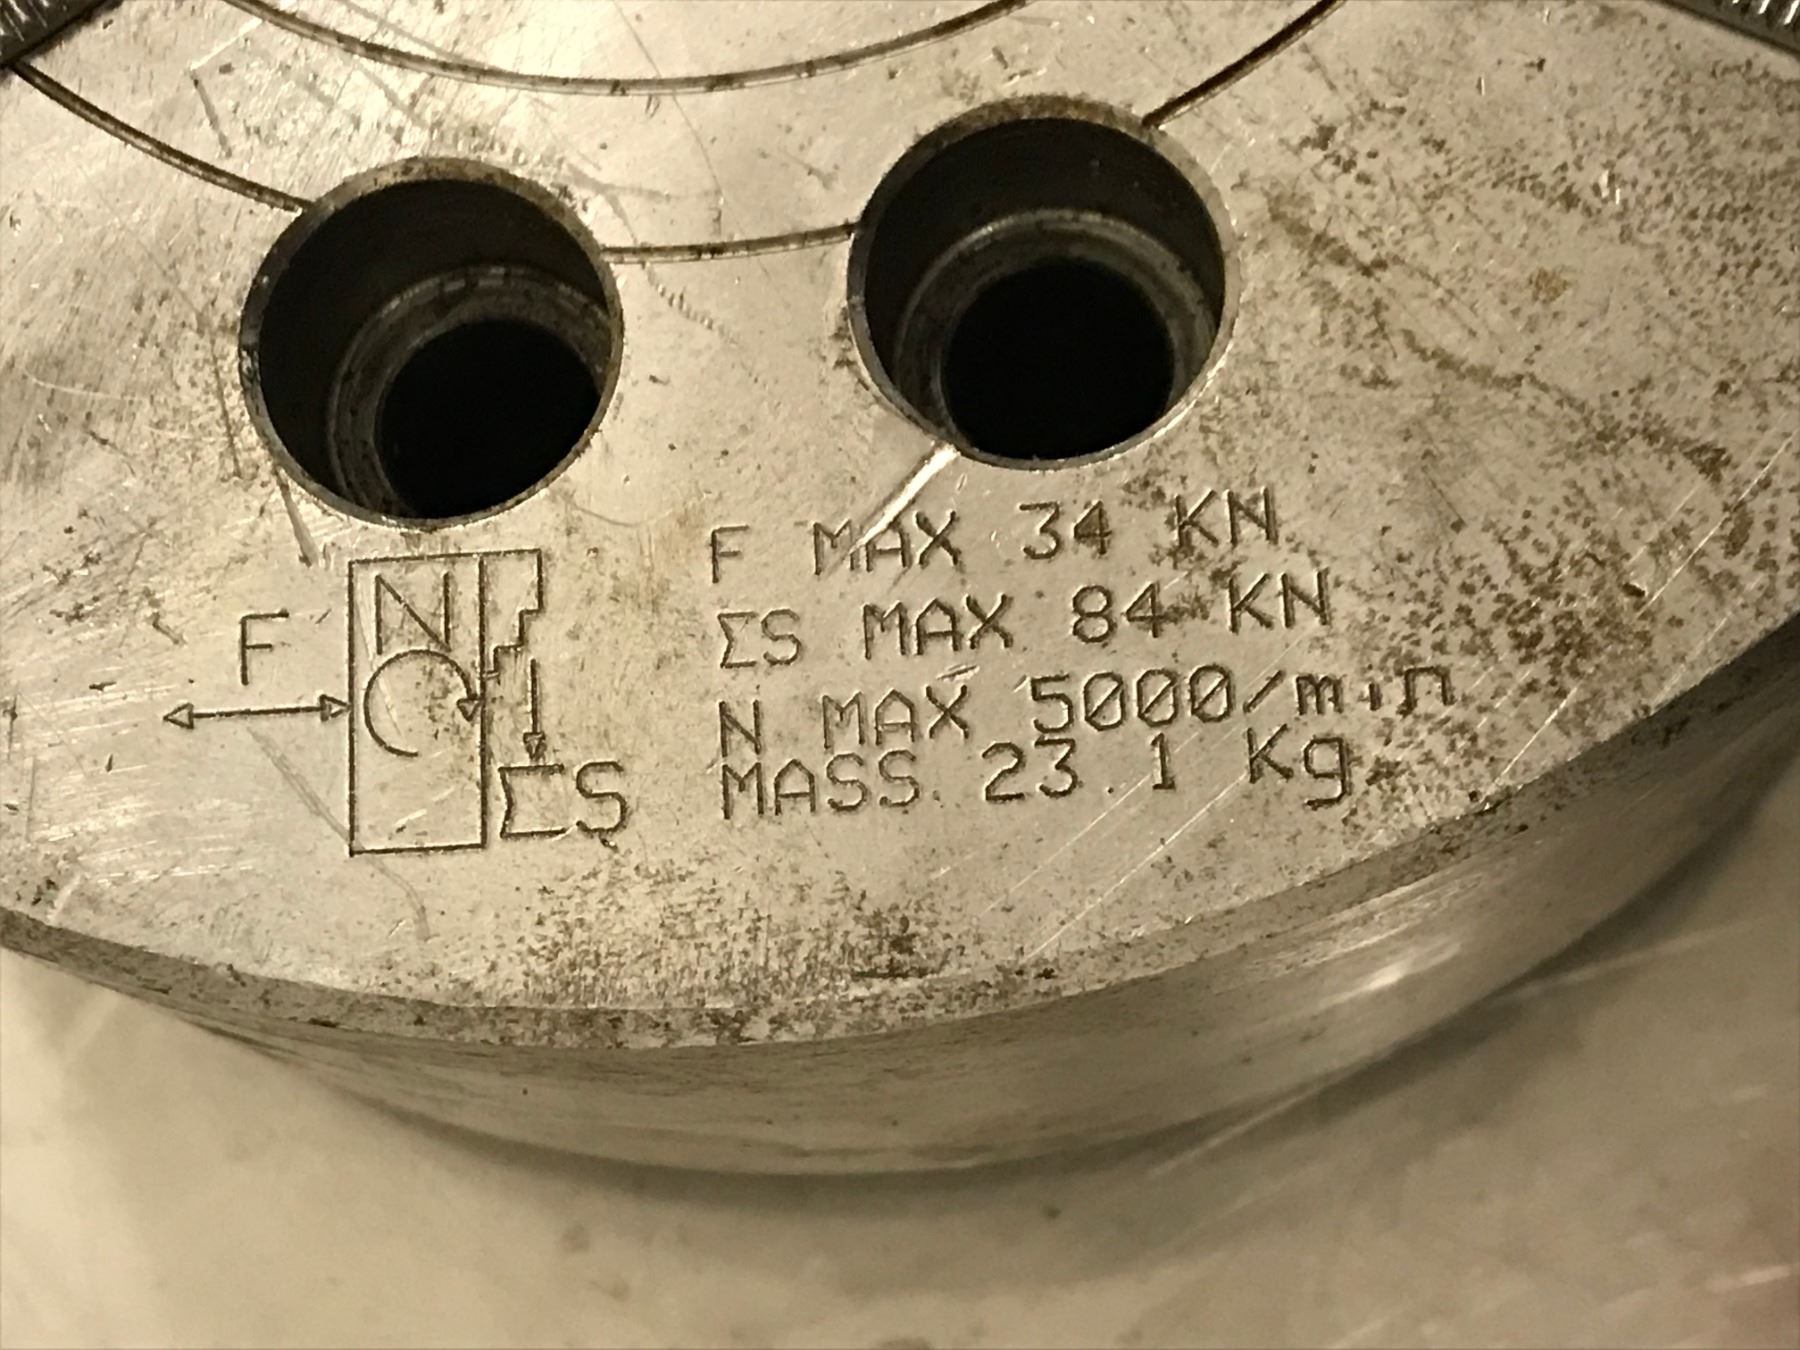 F MAX 34 KN
ΣS MAX 84 KN
N MAX 5000/min
MASS 23.1 Kg
N
F
ΣS